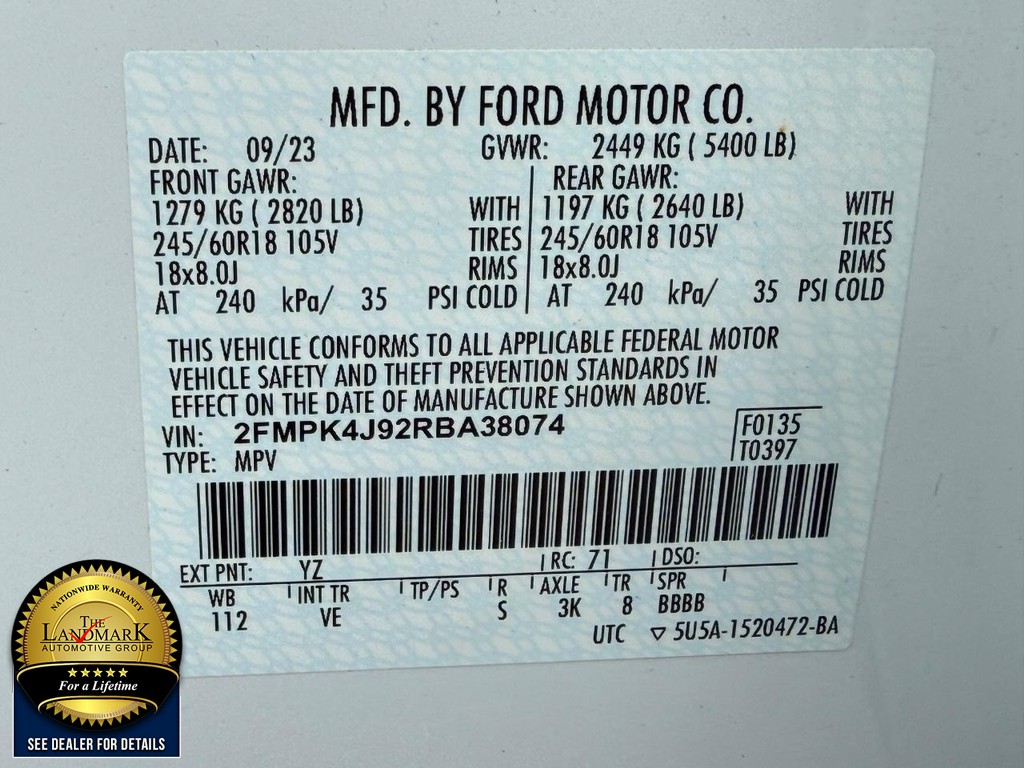 MFD. BY FORD MOTOR CO.
DATE: 09/23 GVWR: 2449 KG ( 5400 LB)
FRONT GAWR: REAR GAWR:
1279 KG ( 2820 LB) WITH 1197 KG ( 2640 LB) WITH
245/60R18 105V TIRES 245/60R18 105V TIRES
18x8.0J RIMS 18x8.0J RIMS
AT 240 kPa/ 35 PSI COLD AT 240 kPa/ 35 PSI COLD
THIS VEHICLE CONFORMS TO ALL APPLICABLE FEDERAL MOTOR
VEHICLE SAFETY AND THEFT PREVENTION STANDARDS IN
EFFECT ON THE DATE OF MANUFACTURE SHOWN ABOVE.
VIN: 2FMPK4J92RBA38074 F0135
TYPE: MPV T0397
EXT PNT: YZ RC: 71 DSO:
WB INT TR TP/PS R AXLE TR SPR
112 VE S 3K 8 BBBB
UTC ▽ 5U5A-1520472-BA
NATIONWIDE WARRANTY
THE
LANDMARK
AUTOMOTIVE GROUP
For a Lifetime
SEE DEALER FOR DETAILS